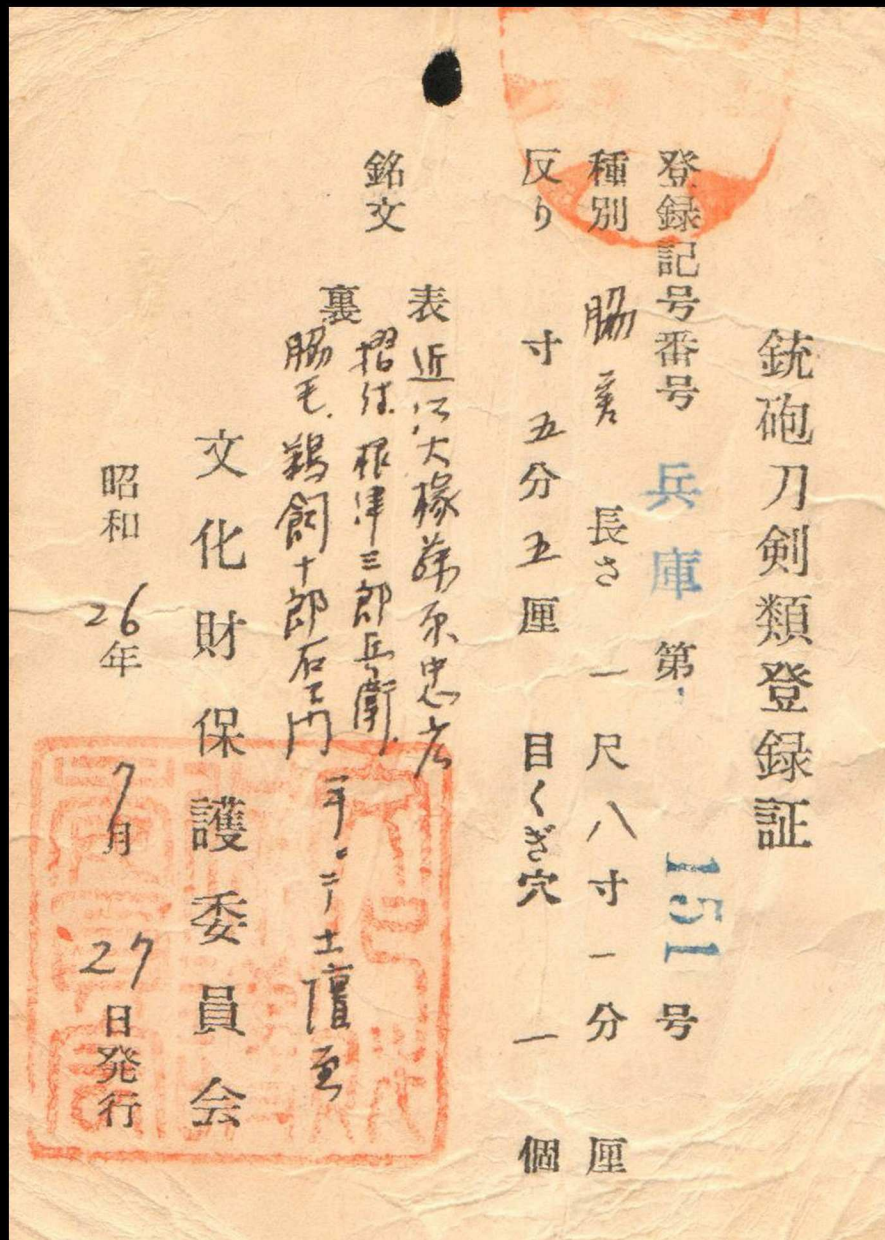 銃砲刀剣類登録証
登録記号番号 兵庫 第 151 号
種別 脇差 長さ 一尺八寸一分 厘
反り 寸五分五厘 目くぎ穴 一 個
銘文 表 近江大掾藤原忠広
裏 摺付 根津三郎兵衛
脇毛 鵜飼十郎右エ門 土壇
文化財保護委員会
昭和26年7月27日発行